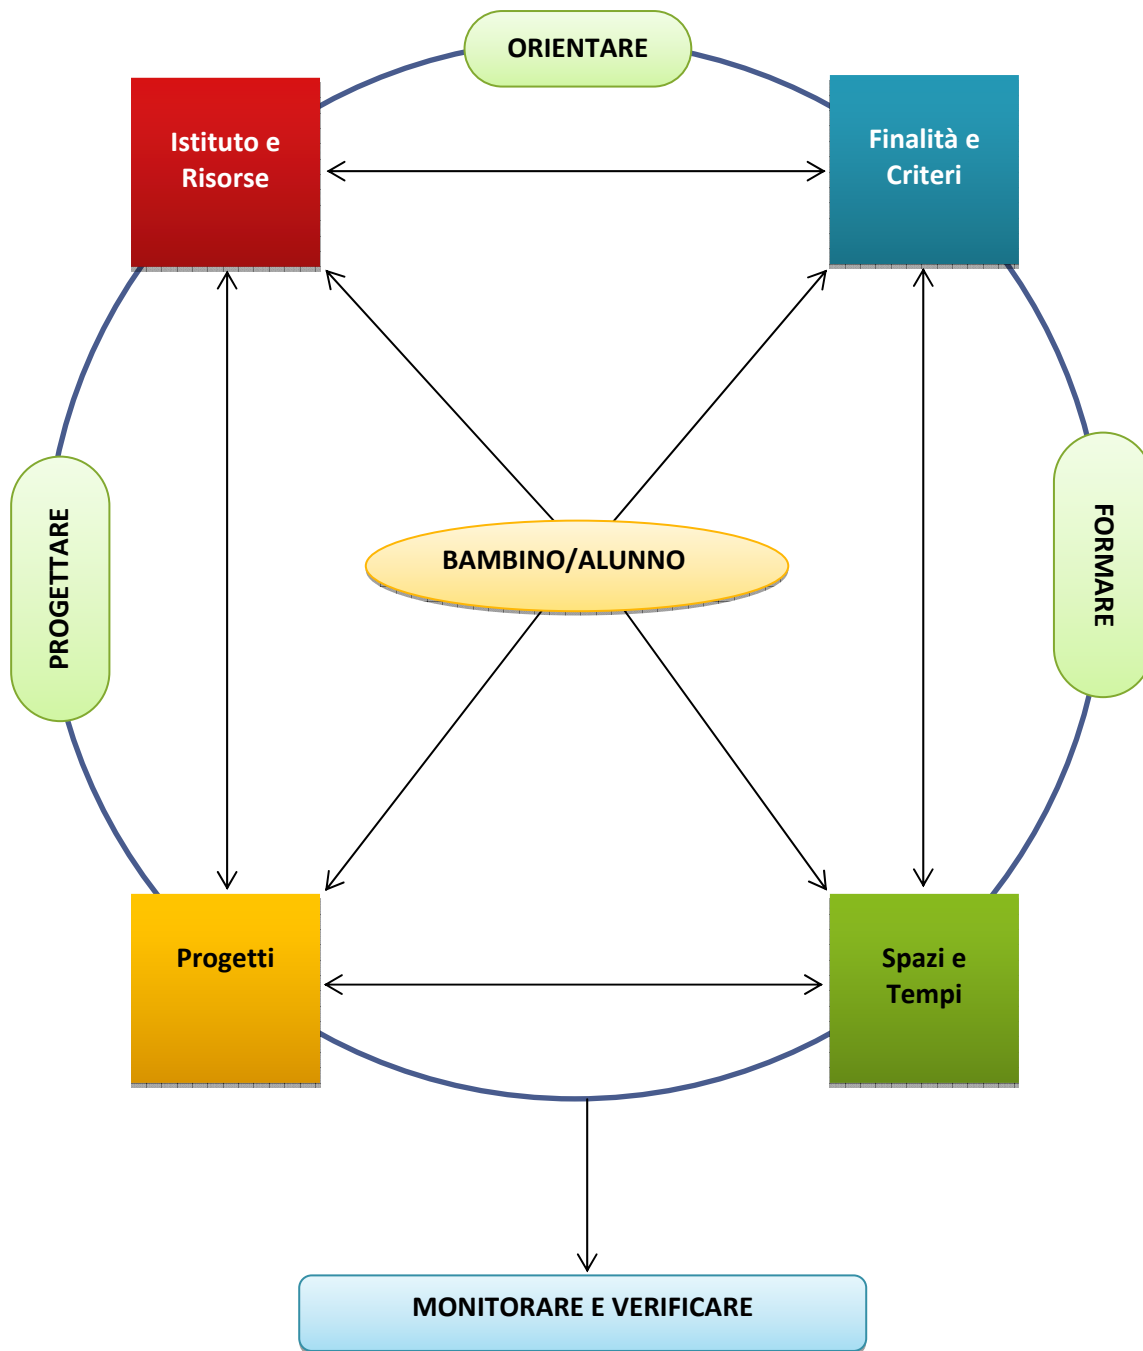 ORIENTARE
Istituto e
Risorse
Finalità e
Criteri
PROGETTARE
BAMBINO/ALUNNO
FORMARE
Progetti
Spazi e
Tempi
MONITORARE E VERIFICARE